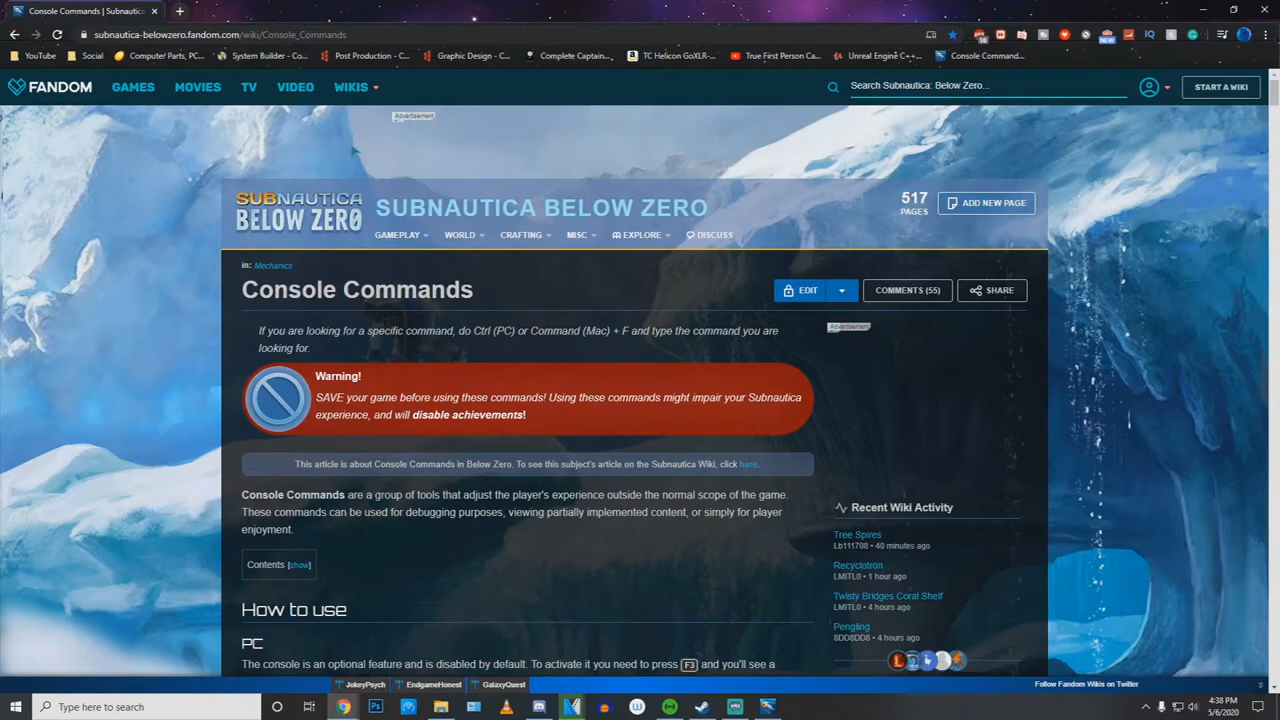 Console Commands | Subnautic
subnautica-belowzero.fandom.com/wiki/Console_Commands
YouTube Social Computer Parts, PC... System Builder - Co... Post Production - C... Graphic Design - C... Complete Captain... TC Helicon GoXLR-... True First Person Ca... Unreal Engine C++... Console Command...
FANDOM GAMES MOVIES TV VIDEO WIKIS Search Subnautica: Below Zero... START A WIKI
Advertisement
SUBNAUTICA
BELOW ZERO
SUBNAUTICA BELOW ZERO
517
PAGES
ADD NEW PAGE
GAMEPLAY WORLD CRAFTING MISC EXPLORE DISCUSS
in: Mechanics
Console Commands
EDIT COMMENTS (55) SHARE
If you are looking for a specific command, do Ctrl (PC) or Command (Mac) + F and type the command you are
looking for.
Advertisement
Warning!
SAVE your game before using these commands! Using these commands might impair your Subnautica
experience, and will disable achievements!
This article is about Console Commands in Below Zero. To see this subject's article on the Subnautica Wiki, click here.
Console Commands are a group of tools that adjust the player's experience outside the normal scope of the game.
These commands can be used for debugging purposes, viewing partially implemented content, or simply for player
enjoyment.
Contents [show]
How to use
PC
The console is an optional feature and is disabled by default. To activate it you need to press F3 and you'll see a
Recent Wiki Activity
Tree Spires
Lb111708 • 40 minutes ago
Recyclotron
LMITL0 • 1 hour ago
Twisty Bridges Coral Shelf
LMITL0 • 4 hours ago
Pengling
8DD8DD8 • 4 hours ago
JokeyPsych EndgameHonest GalaxyQuest
Follow Fandom Wikis on Twitter
Type here to search
4:38 PM
5/6/2020